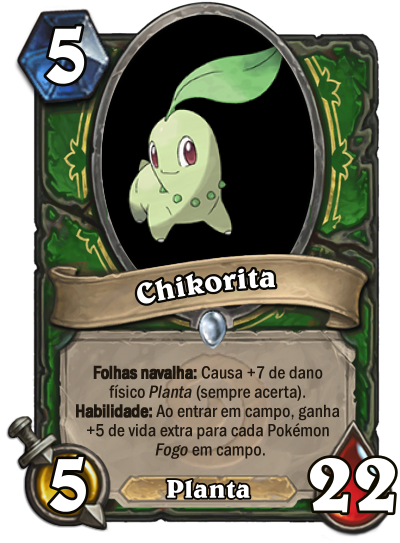 5
Chikorita
Folhas navalha: Causa +7 de dano
físico Planta (sempre acerta).
Habilidade: Ao entrar em campo, ganha
+5 de vida extra para cada Pokémon
Fogo em campo.
5
Planta
22